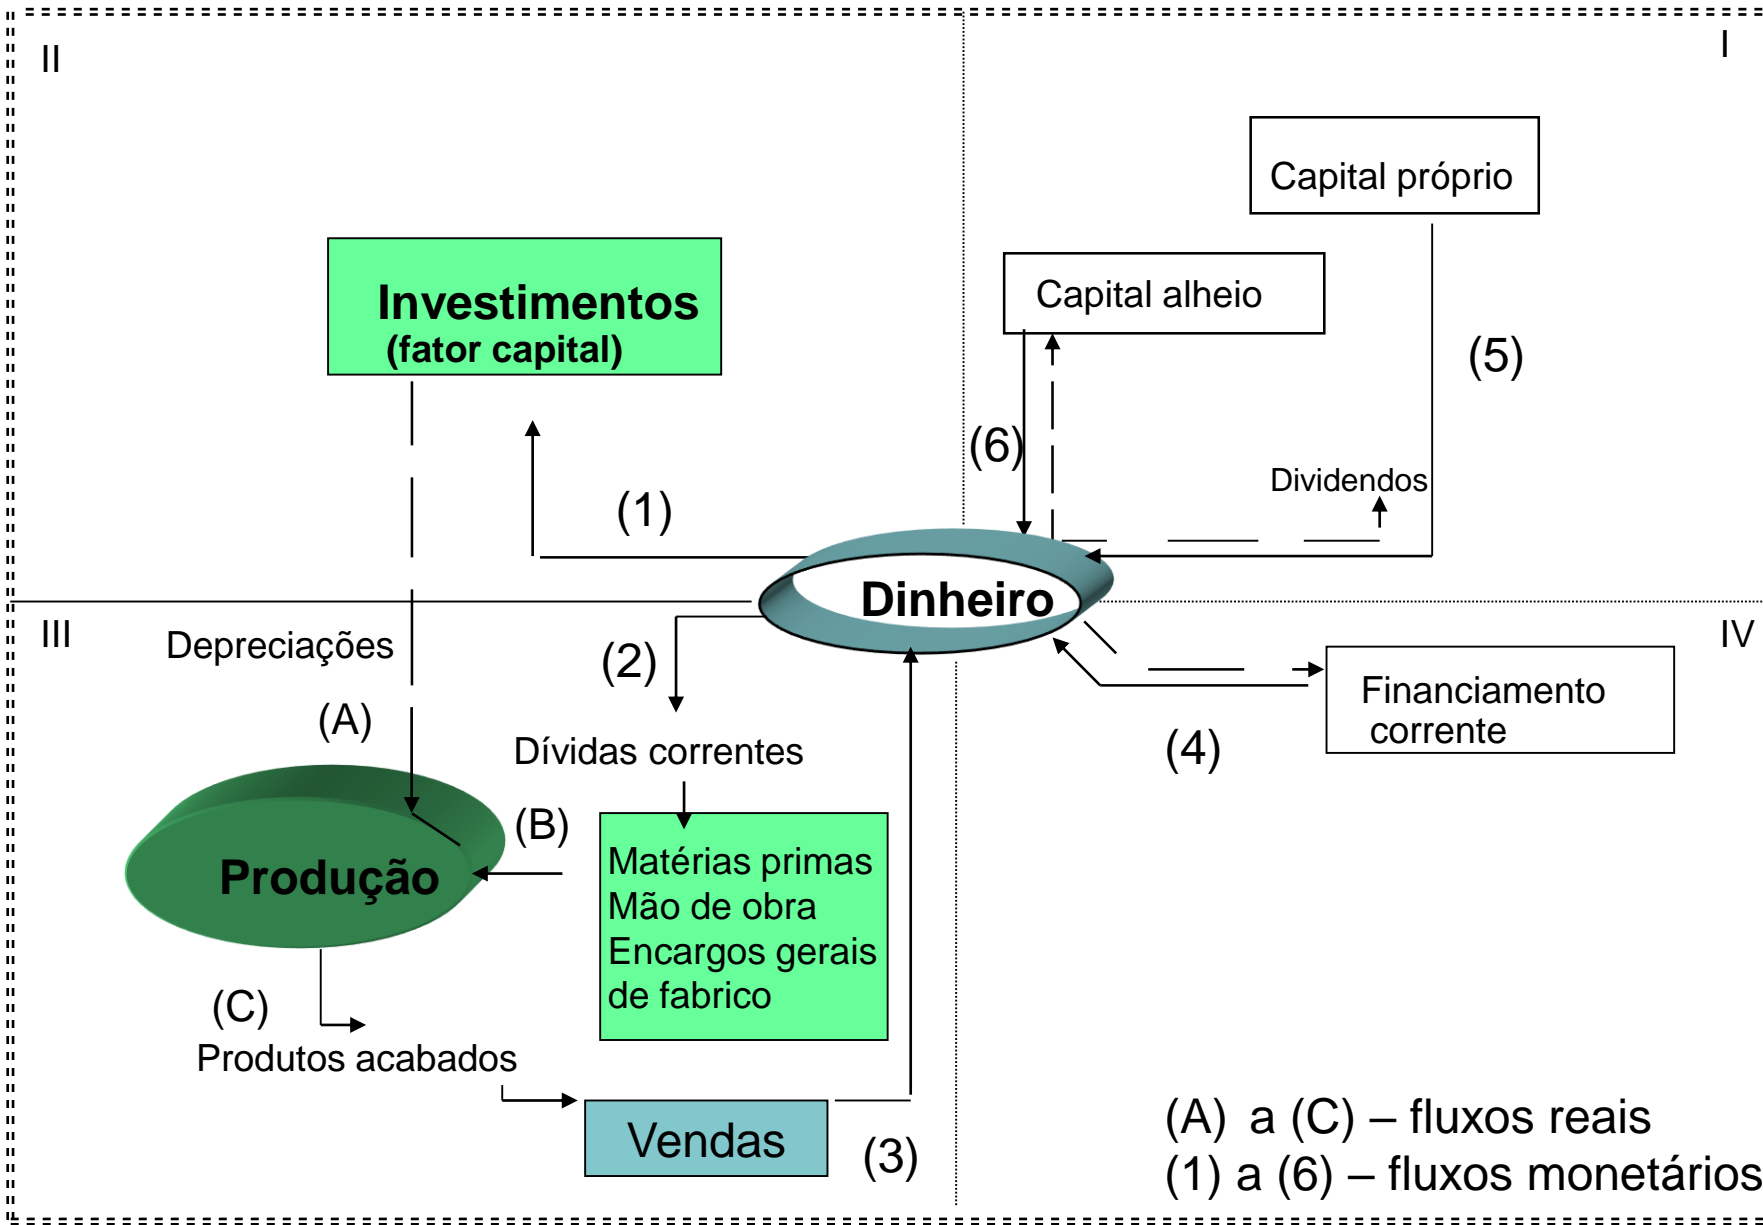 II
I
Capital próprio
Investimentos
(fator capital)
Capital alheio
(5)
(6)
Dividendos
(1)
Dinheiro
III
Depreciações
(2)
IV
(A)
Financiamento
corrente
(4)
Dívidas correntes
(B)
Matérias primas
Mão de obra
Encargos gerais
de fabrico
Produção
(C)
Produtos acabados
Vendas
(3)
(A) a (C) – fluxos reais
(1) a (6) – fluxos monetários